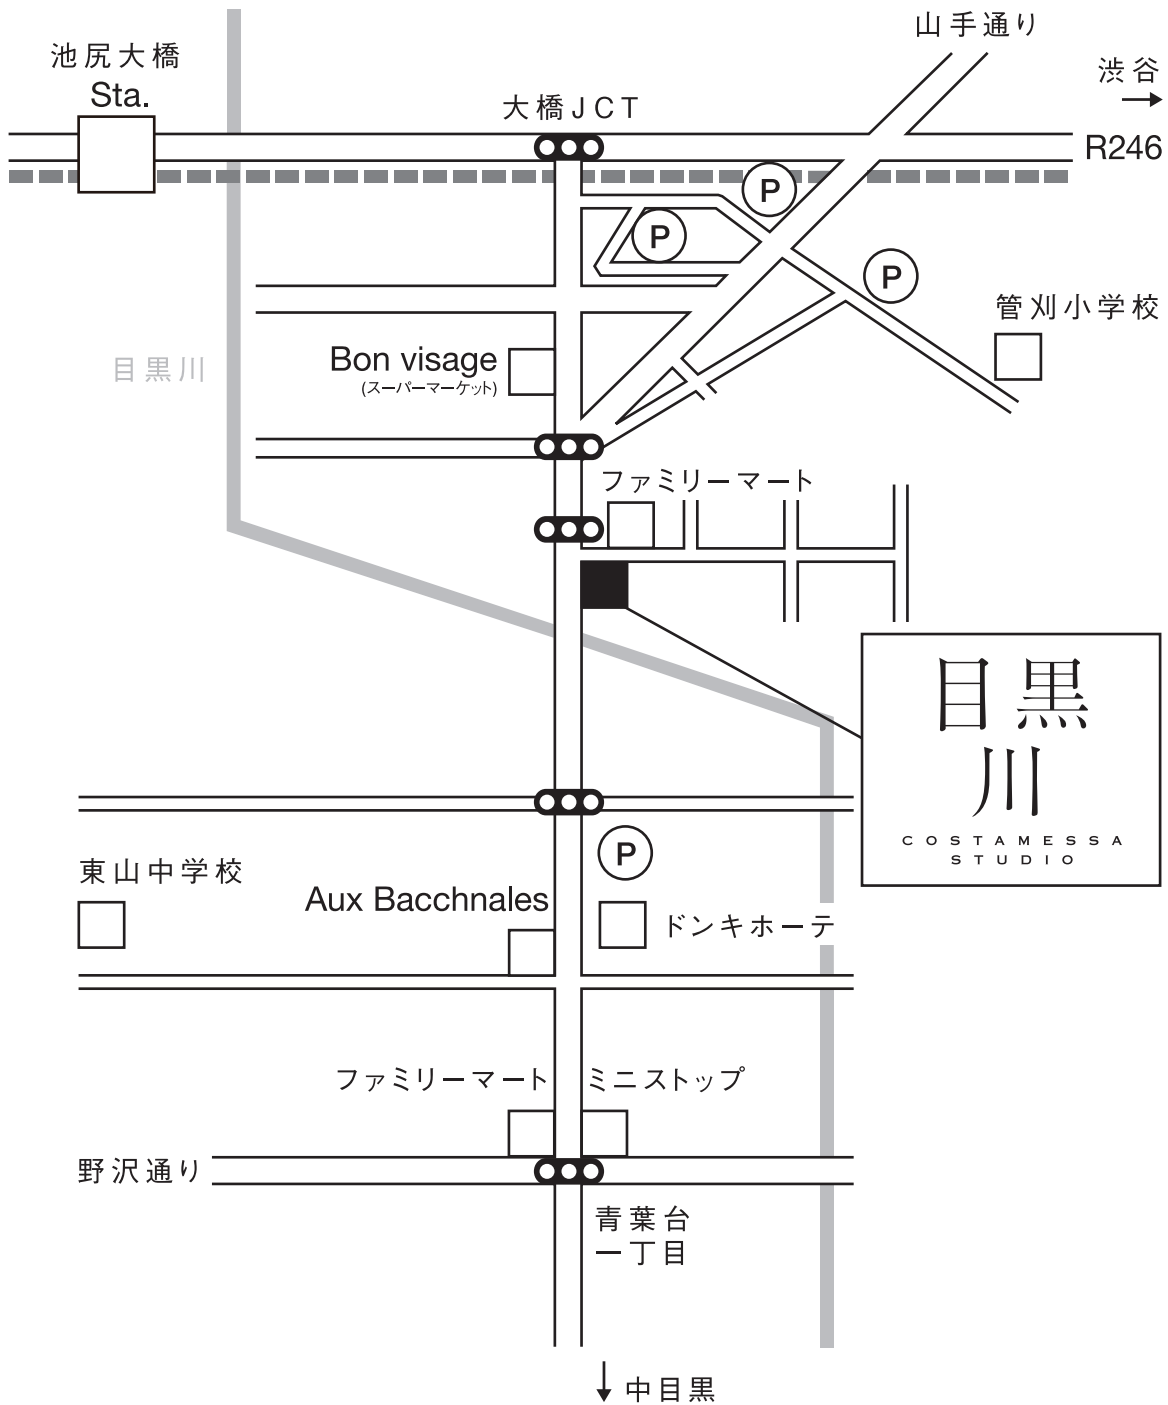 山手通り
池尻大橋
Sta.
渋谷
大橋JCT
R246
P
P
P
管刈小学校
目黒川
Bon visage
(スーパーマーケット)
ファミリーマート
目黒
川
COSTAMESSA
STUDIO
P
東山中学校
Aux Bacchnales
ドンキホーテ
ファミリーマート
ミニストップ
野沢通り
青葉台
一丁目
中目黒